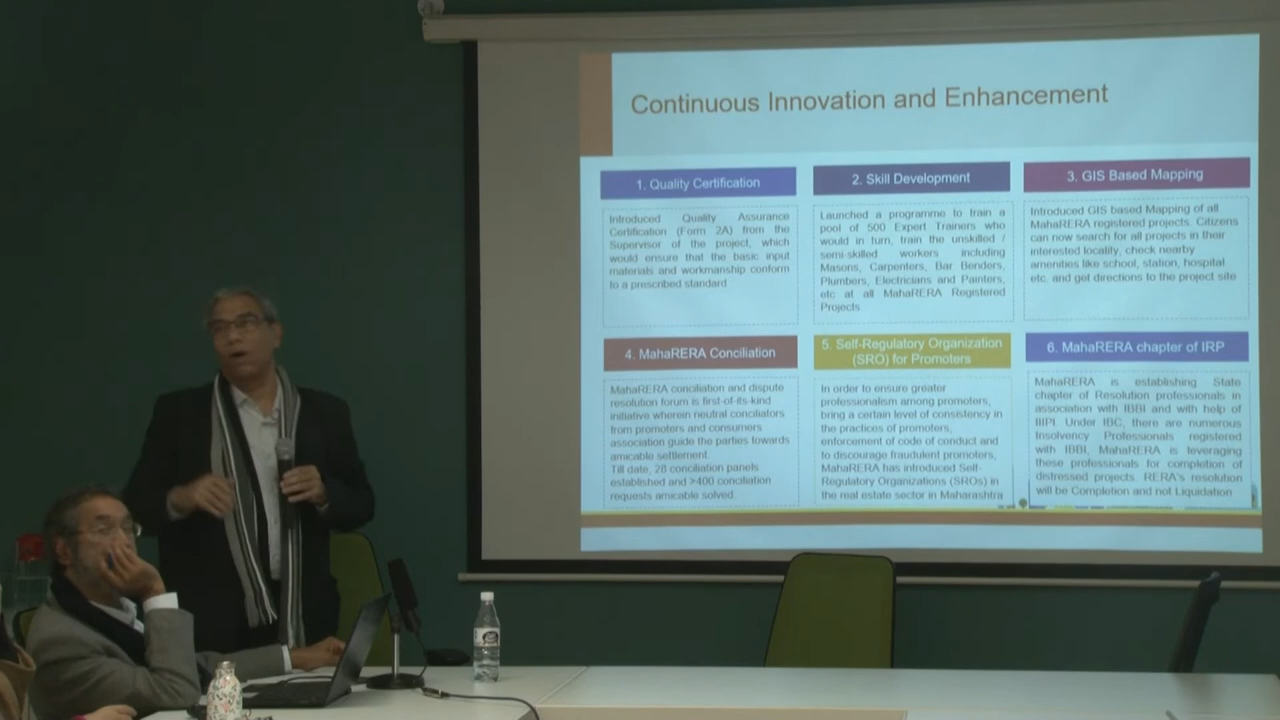 Continuous Innovation and Enhancement
1. Quality Certification
Introduced Quality Assurance
Certification (Form 2A) from the
Supervisor of the project, which
would ensure that the basic input
materials and workmanship conform
to a prescribed standard
2. Skill Development
Launched a programme to train a
pool of 500 Expert Trainers who
would in turn, train the unskilled /
semi-skilled workers including
Masons, Carpenters, Bar Benders,
Plumbers, Electricians and Painters,
etc at all MahaRERA Registered
Projects
3. GIS Based Mapping
Introduced GIS based Mapping of all
MahaRERA registered projects. Citizens
can now search for all projects in their
interested locality, check nearby
amenities like school, station, hospital
etc. and get directions to the project site
4. MahaRERA Conciliation
MahaRERA conciliation and dispute
resolution forum is first-of-its-kind
initiative wherein neutral conciliators
from promoters and consumers
association guide the parties towards
amicable settlement.
Till date, 28 conciliation panels
established and >400 conciliation
requests amicable solved.
5. Self-Regulatory Organization
(SRO) for Promoters
In order to ensure greater
professionalism among promoters,
bring a certain level of consistency in
the practices of promoters,
enforcement of code of conduct and
to discourage fraudulent promoters,
MahaRERA has introduced Self-
Regulatory Organizations (SROs) in
the real estate sector in Maharashtra
6. MahaRERA chapter of IRP
MahaRERA is establishing State
chapter of Resolution professionals in
association with IBBI and with help of
IIIPI. Under IBC, there are numerous
Insolvency Professionals registered
with IBBI, MahaRERA is leveraging
these professionals for completion of
distressed projects. RERA's resolution
will be Completion and not Liquidation